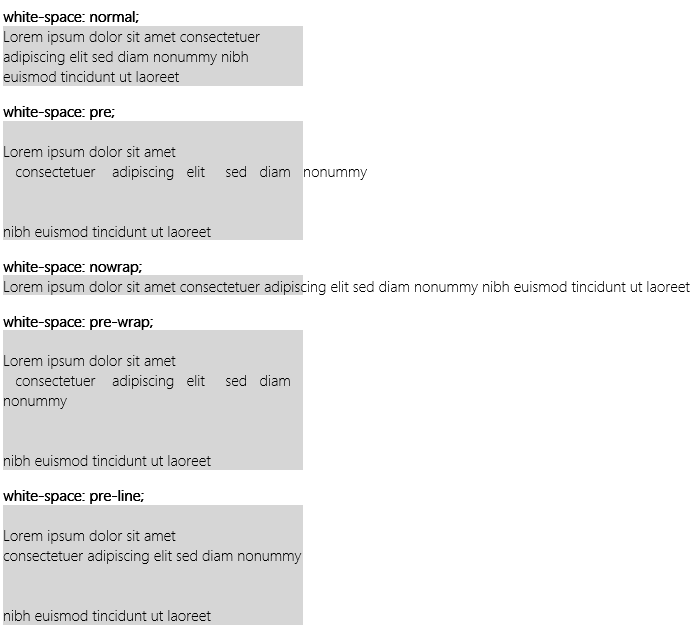 white-space: normal;
Lorem ipsum dolor sit amet consectetuer
adipiscing elit sed diam nonummy nibh
euismod tincidunt ut laoreet
white-space: pre;
Lorem ipsum dolor sit amet
   consectetuer    adipiscing   elit     sed   diam   nonummy
nibh euismod tincidunt ut laoreet
white-space: nowrap;
Lorem ipsum dolor sit amet consectetuer adipiscing elit sed diam nonummy nibh euismod tincidunt ut laoreet
white-space: pre-wrap;
Lorem ipsum dolor sit amet
   consectetuer    adipiscing   elit     sed   diam
nonummy
nibh euismod tincidunt ut laoreet
white-space: pre-line;
Lorem ipsum dolor sit amet
consectetuer adipiscing elit sed diam nonummy
nibh euismod tincidunt ut laoreet